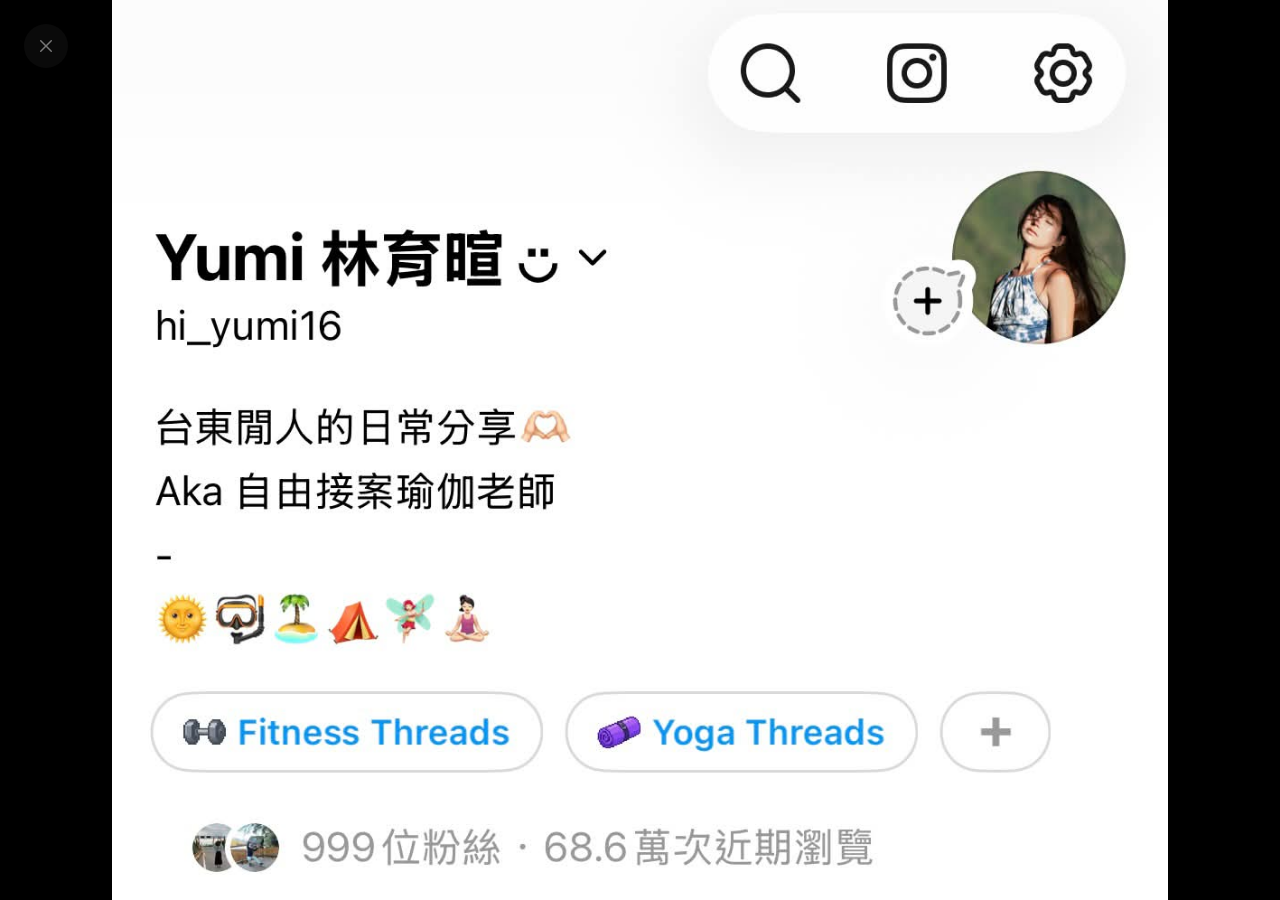 Yumi 林育暄
hi_yumi16
台東閒人的日常分享🫶🏻
Aka 自由接案瑜伽老師
-
🌞🤿🏝️⛺🧚🏻‍♀️🧘🏻‍♀️
Fitness Threads
Yoga Threads
999 位粉絲 · 68.6 萬次近期瀏覽